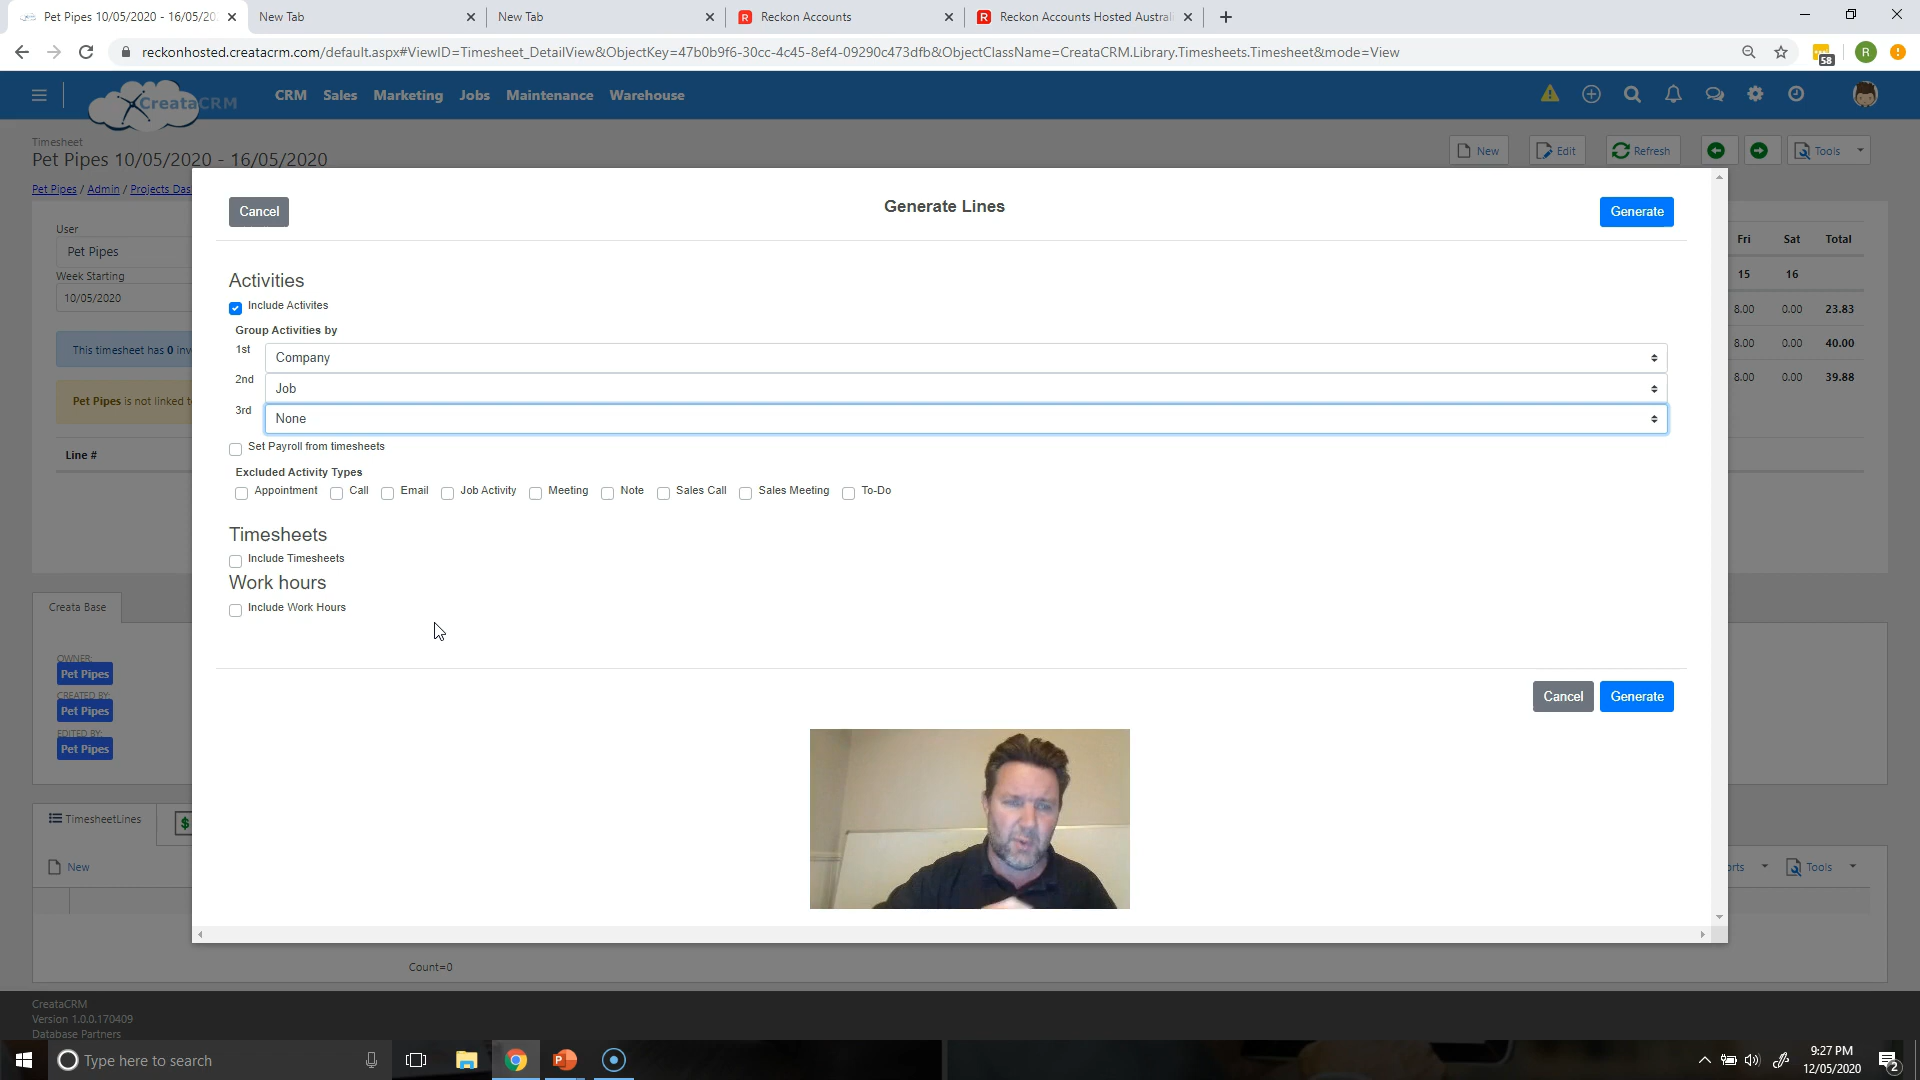 Pet Pipes 10/05/2020 - 16/05/20
New Tab
New Tab
Reckon Accounts
Reckon Accounts Hosted Austral
reckonhosted.creatacrm.com/default.aspx#ViewID=Timesheet_DetailView&ObjectKey=47b0b9f6-30cc-4c45-8ef4-09290c473dfb&ObjectClassName=CreataCRM.Library.Timesheets.Timesheet&mode=View
58
R
CreataCRM
CRM Sales Marketing Jobs Maintenance Warehouse
Timesheet
Pet Pipes 10/05/2020 - 16/05/2020
New Edit Refresh Tools
Pet Pipes / Admin / Projects Das
Cancel
Generate Lines
Generate
User
Pet Pipes
Week Starting
10/05/2020
This timesheet has 0 inv
Pet Pipes is not linked t
Line #
Fri Sat Total
15 16
8.00 0.00 23.83
8.00 0.00 40.00
8.00 0.00 39.88
Activities
Include Activites
Group Activities by
1st Company
2nd Job
3rd None
Set Payroll from timesheets
Excluded Activity Types
Appointment Call Email Job Activity Meeting Note Sales Call Sales Meeting To-Do
Timesheets
Include Timesheets
Work hours
Include Work Hours
Cancel Generate
Creata Base
OWNER:
Pet Pipes
CREATED BY:
Pet Pipes
EDITED BY:
Pet Pipes
TimesheetLines
$
New
orts Tools
Count=0
CreataCRM
Version 1.0.0.170409
Database Partners
Type here to search
9:27 PM
12/05/2020
2